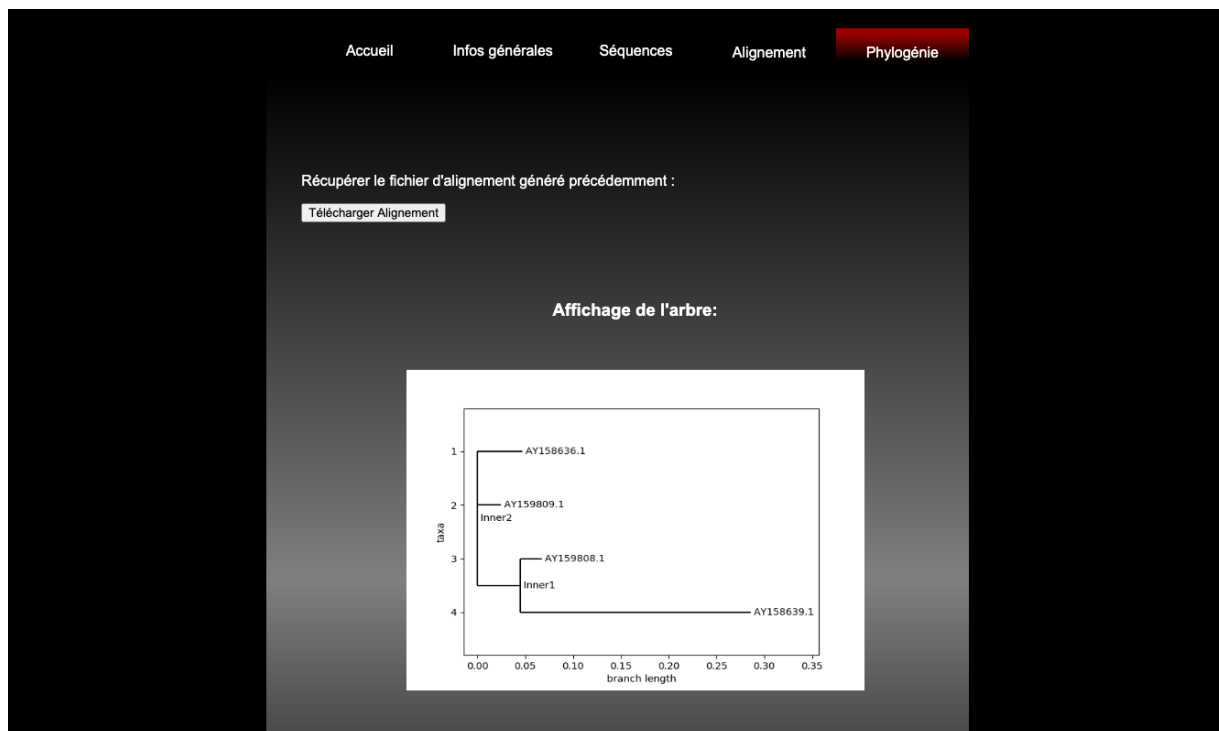 Accueil Infos générales Séquences Alignement Phylogénie
Récupérer le fichier d'alignement généré précédemment :
Télécharger Alignement
Affichage de l'arbre:
1 AY158636.1
2 AY159809.1
Inner2
taxa
3 AY159808.1
Inner1
4 AY158639.1
0.00 0.05 0.10 0.15 0.20 0.25 0.30 0.35
branch length